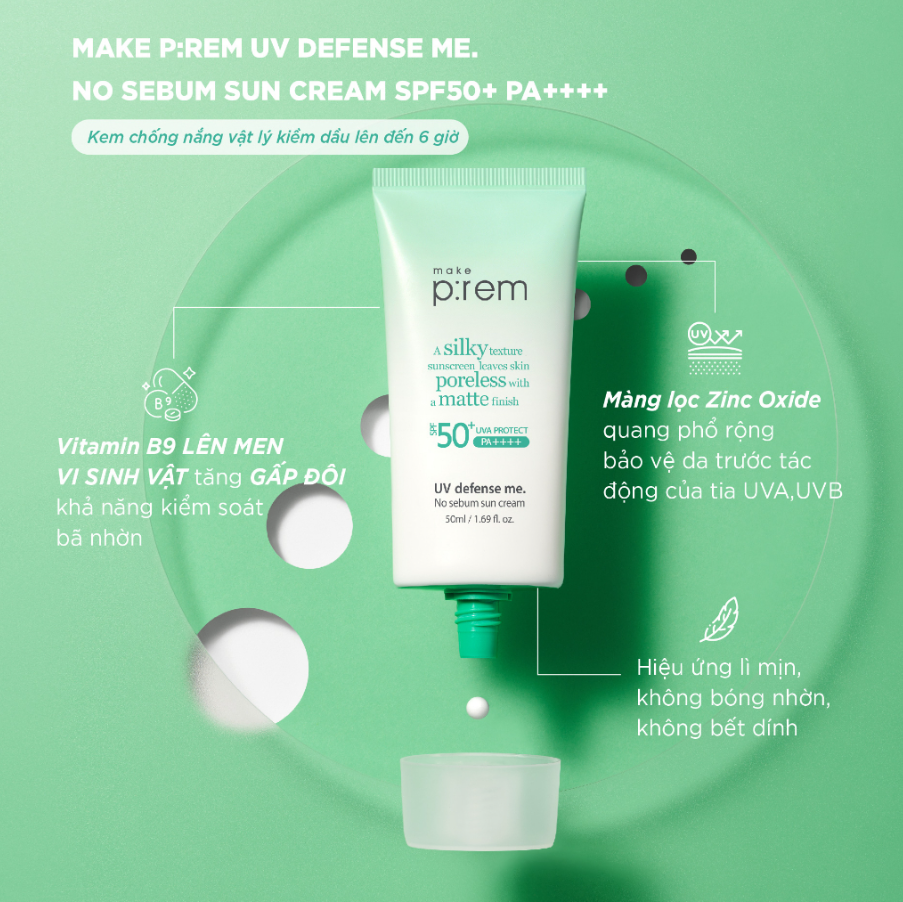 MAKE P:REM UV DEFENSE ME.
NO SEBUM SUN CREAM SPF50+ PA++++
Kem chống nắng vật lý kiềm dầu lên đến 6 giờ
make
p:rem
A silky texture
sunscreen leaves skin
poreless with
a matte finish
SPF 50+ UVA PROTECT
PA++++
UV defense me.
No sebum sun cream
50ml / 1.69 fl. oz.
B9
Vitamin B9 LÊN MEN
VI SINH VẬT tăng GẤP ĐÔI
khả năng kiểm soát
bã nhờn
UV
Màng lọc Zinc Oxide
quang phổ rộng
bảo vệ da trước tác
động của tia UVA,UVB
Hiệu ứng lì mịn,
không bóng nhờn,
không bết dính